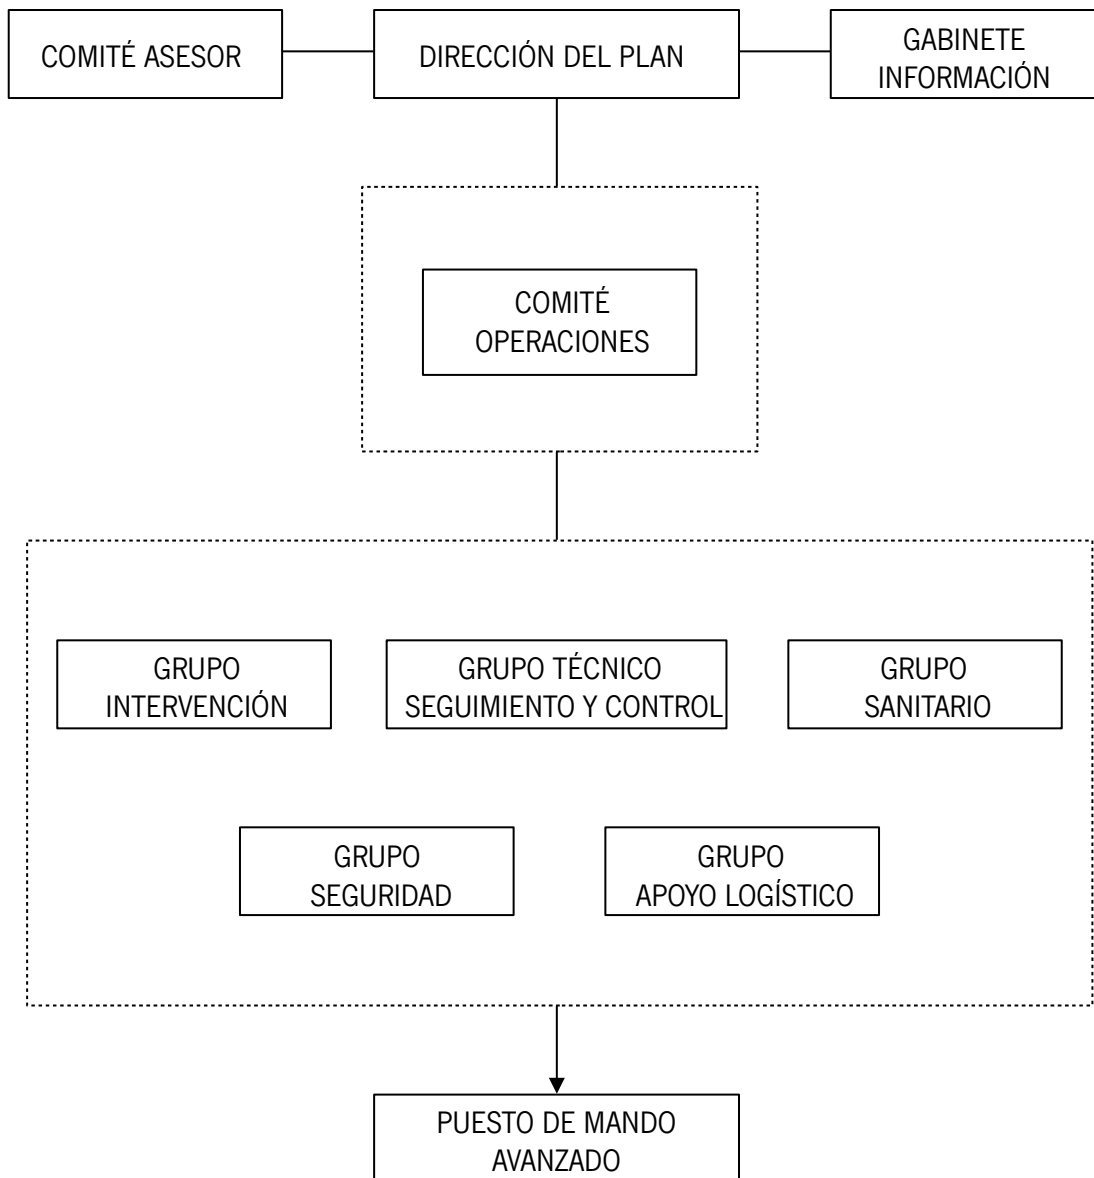 COMITÉ ASESOR
DIRECCIÓN DEL PLAN
GABINETE
INFORMACIÓN
COMITÉ
OPERACIONES
GRUPO
INTERVENCIÓN
GRUPO TÉCNICO
SEGUIMIENTO Y CONTROL
GRUPO
SANITARIO
GRUPO
SEGURIDAD
GRUPO
APOYO LOGÍSTICO
PUESTO DE MANDO
AVANZADO